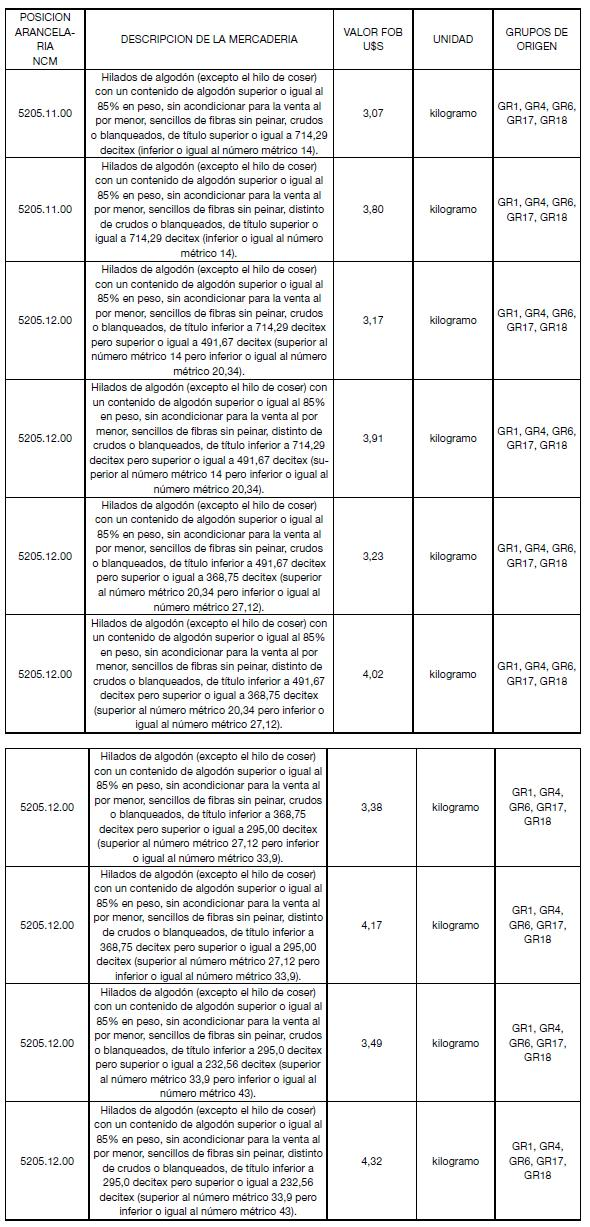 POSICION
ARANCELA-
RIA
NCM
DESCRIPCION DE LA MERCADERIA
VALOR FOB
U$S
UNIDAD
GRUPOS DE
ORIGEN
5205.11.00
Hilados de algodón (excepto el hilo de coser)
con un contenido de algodón superior o igual al
85% en peso, sin acondicionar para la venta al
por menor, sencillos de fibras sin peinar, crudos
o blanqueados, de título superior o igual a 714,29
decitex (inferior o igual al número métrico 14).
3,07
kilogramo
GR1, GR4, GR6,
GR17, GR18
5205.11.00
Hilados de algodón (excepto el hilo de coser)
con un contenido de algodón superior o igual al
85% en peso, sin acondicionar para la venta al
por menor, sencillos de fibras sin peinar, distinto
de crudos o blanqueados, de título superior o
igual a 714,29 decitex (inferior o igual al número
métrico 14).
3,80
kilogramo
GR1, GR4, GR6,
GR17, GR18
5205.12.00
Hilados de algodón (excepto el hilo de coser)
con un contenido de algodón superior o igual al
85% en peso, sin acondicionar para la venta al
por menor, sencillos de fibras sin peinar, crudos
o blanqueados, de título inferior a 714,29 decitex
pero superior o igual a 491,67 decitex (superior al
número métrico 14 pero inferior o igual al número
métrico 20,34).
3,17
kilogramo
GR1, GR4, GR6,
GR17, GR18
5205.12.00
Hilados de algodón (excepto el hilo de coser) con
un contenido de algodón superior o igual al 85%
en peso, sin acondicionar para la venta al por
menor, sencillos de fibras sin peinar, distinto de
crudos o blanqueados, de título inferior a 714,29
decitex pero superior o igual a 491,67 decitex (su-
perior al número métrico 14 pero inferior o igual al
número métrico 20,34).
3,91
kilogramo
GR1, GR4, GR6,
GR17, GR18
5205.12.00
Hilados de algodón (excepto el hilo de coser)
con un contenido de algodón superior o igual al
85% en peso, sin acondicionar para la venta al
por menor, sencillos de fibras sin peinar, crudos
o blanqueados, de título inferior a 491,67 decitex
pero superior o igual a 368,75 decitex (superior
al número métrico 20,34 pero inferior o igual al
número métrico 27,12).
3,23
kilogramo
GR1, GR4, GR6,
GR17, GR18
5205.12.00
Hilados de algodón (excepto el hilo de coser) con
un contenido de algodón superior o igual al 85%
en peso, sin acondicionar para la venta al por
menor, sencillos de fibras sin peinar, distinto de
crudos o blanqueados, de título inferior a 491,67
decitex pero superior o igual a 368,75 decitex
(superior al número métrico 20,34 pero inferior o
igual al número métrico 27,12).
4,02
kilogramo
GR1, GR4, GR6,
GR17, GR18
5205.12.00
Hilados de algodón (excepto el hilo de coser)
con un contenido de algodón superior o igual al
85% en peso, sin acondicionar para la venta al
por menor, sencillos de fibras sin peinar, crudos
o blanqueados, de título inferior a 368,75
decitex pero superior o igual a 295,00 decitex
(superior al número métrico 27,12 pero inferior
o igual al número métrico 33,9).
3,38
kilogramo
GR1, GR4,
GR6, GR17,
GR18
5205.12.00
Hilados de algodón (excepto el hilo de coser)
con un contenido de algodón superior o igual al
85% en peso, sin acondicionar para la venta al
por menor, sencillos de fibras sin peinar, distinto
de crudos o blanqueados, de título inferior a
368,75 decitex pero superior o igual a 295,00
decitex (superior al número métrico 27,12 pero
inferior o igual al número métrico 33,9).
4,17
kilogramo
GR1, GR4,
GR6, GR17,
GR18
5205.12.00
Hilados de algodón (excepto el hilo de coser)
con un contenido de algodón superior o igual al
85% en peso, sin acondicionar para la venta al
por menor, sencillos de fibras sin peinar, crudos
o blanqueados, de título inferior a 295,0 decitex
pero superior o igual a 232,56 decitex (superior
al número métrico 33,9 pero inferior o igual al
número métrico 43).
3,49
kilogramo
GR1, GR4,
GR6, GR17,
GR18
5205.12.00
Hilados de algodón (excepto el hilo de coser)
con un contenido de algodón superior o igual al
85% en peso, sin acondicionar para la venta al
por menor, sencillos de fibras sin peinar, distinto
de crudos o blanqueados, de título inferior a
295,0 decitex pero superior o igual a 232,56
decitex (superior al número métrico 33,9 pero
inferior o igual al número métrico 43).
4,32
kilogramo
GR1, GR4,
GR6, GR17,
GR18